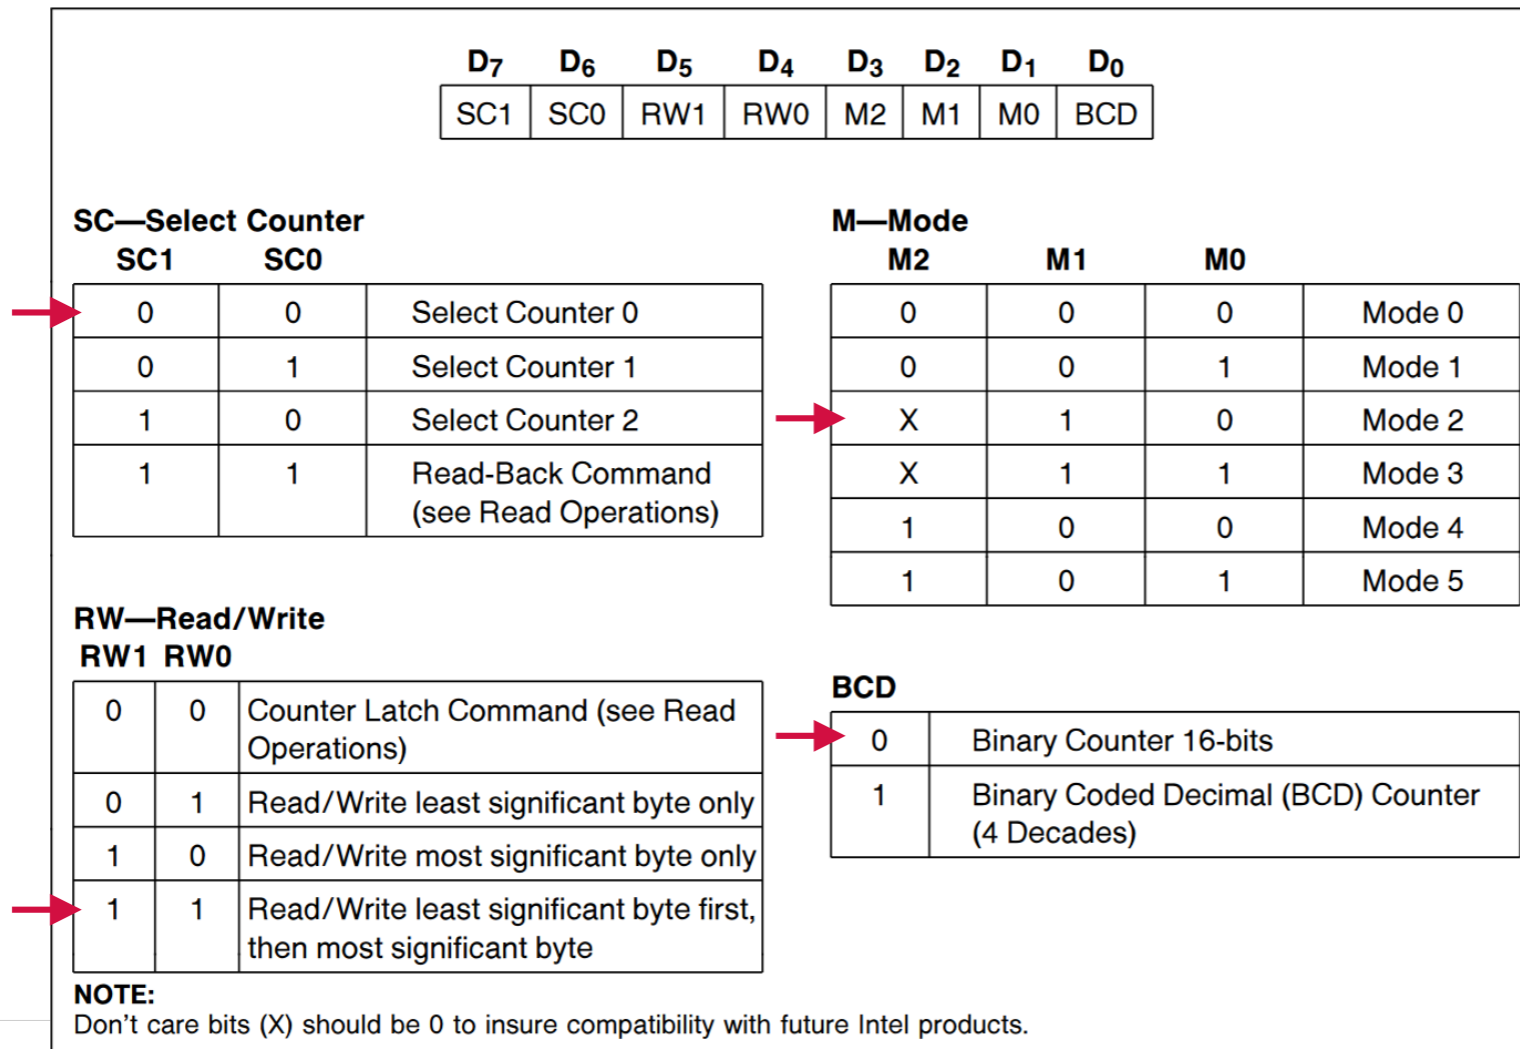 D7 D6 D5 D4 D3 D2 D1 D0
SC1 SC0 RW1 RW0 M2 M1 M0 BCD
SC—Select Counter
SC1 SC0
0 0 Select Counter 0
0 1 Select Counter 1
1 0 Select Counter 2
1 1 Read-Back Command
(see Read Operations)
RW—Read/Write
RW1 RW0
0 0 Counter Latch Command (see Read
Operations)
0 1 Read/Write least significant byte only
1 0 Read/Write most significant byte only
1 1 Read/Write least significant byte first,
then most significant byte
M—Mode
M2 M1 M0
0 0 0 Mode 0
0 0 1 Mode 1
X 1 0 Mode 2
X 1 1 Mode 3
1 0 0 Mode 4
1 0 1 Mode 5
BCD
0 Binary Counter 16-bits
1 Binary Coded Decimal (BCD) Counter
(4 Decades)
NOTE:
Don't care bits (X) should be 0 to insure compatibility with future Intel products.